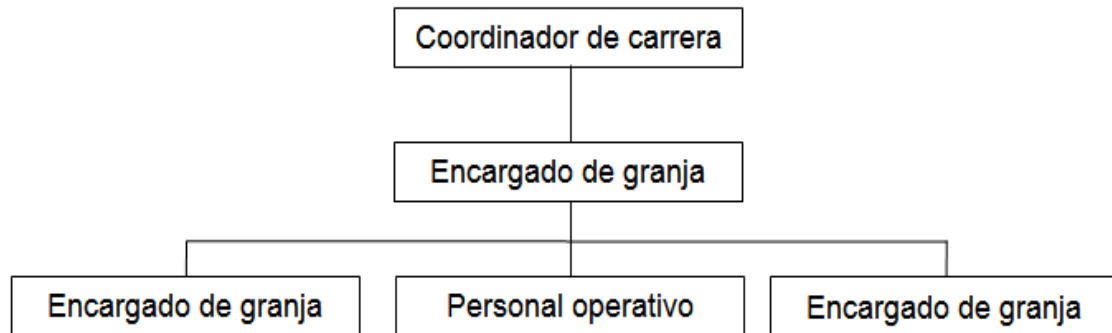 Coordinador de carrera
Encargado de granja
Encargado de granja
Personal operativo
Encargado de granja